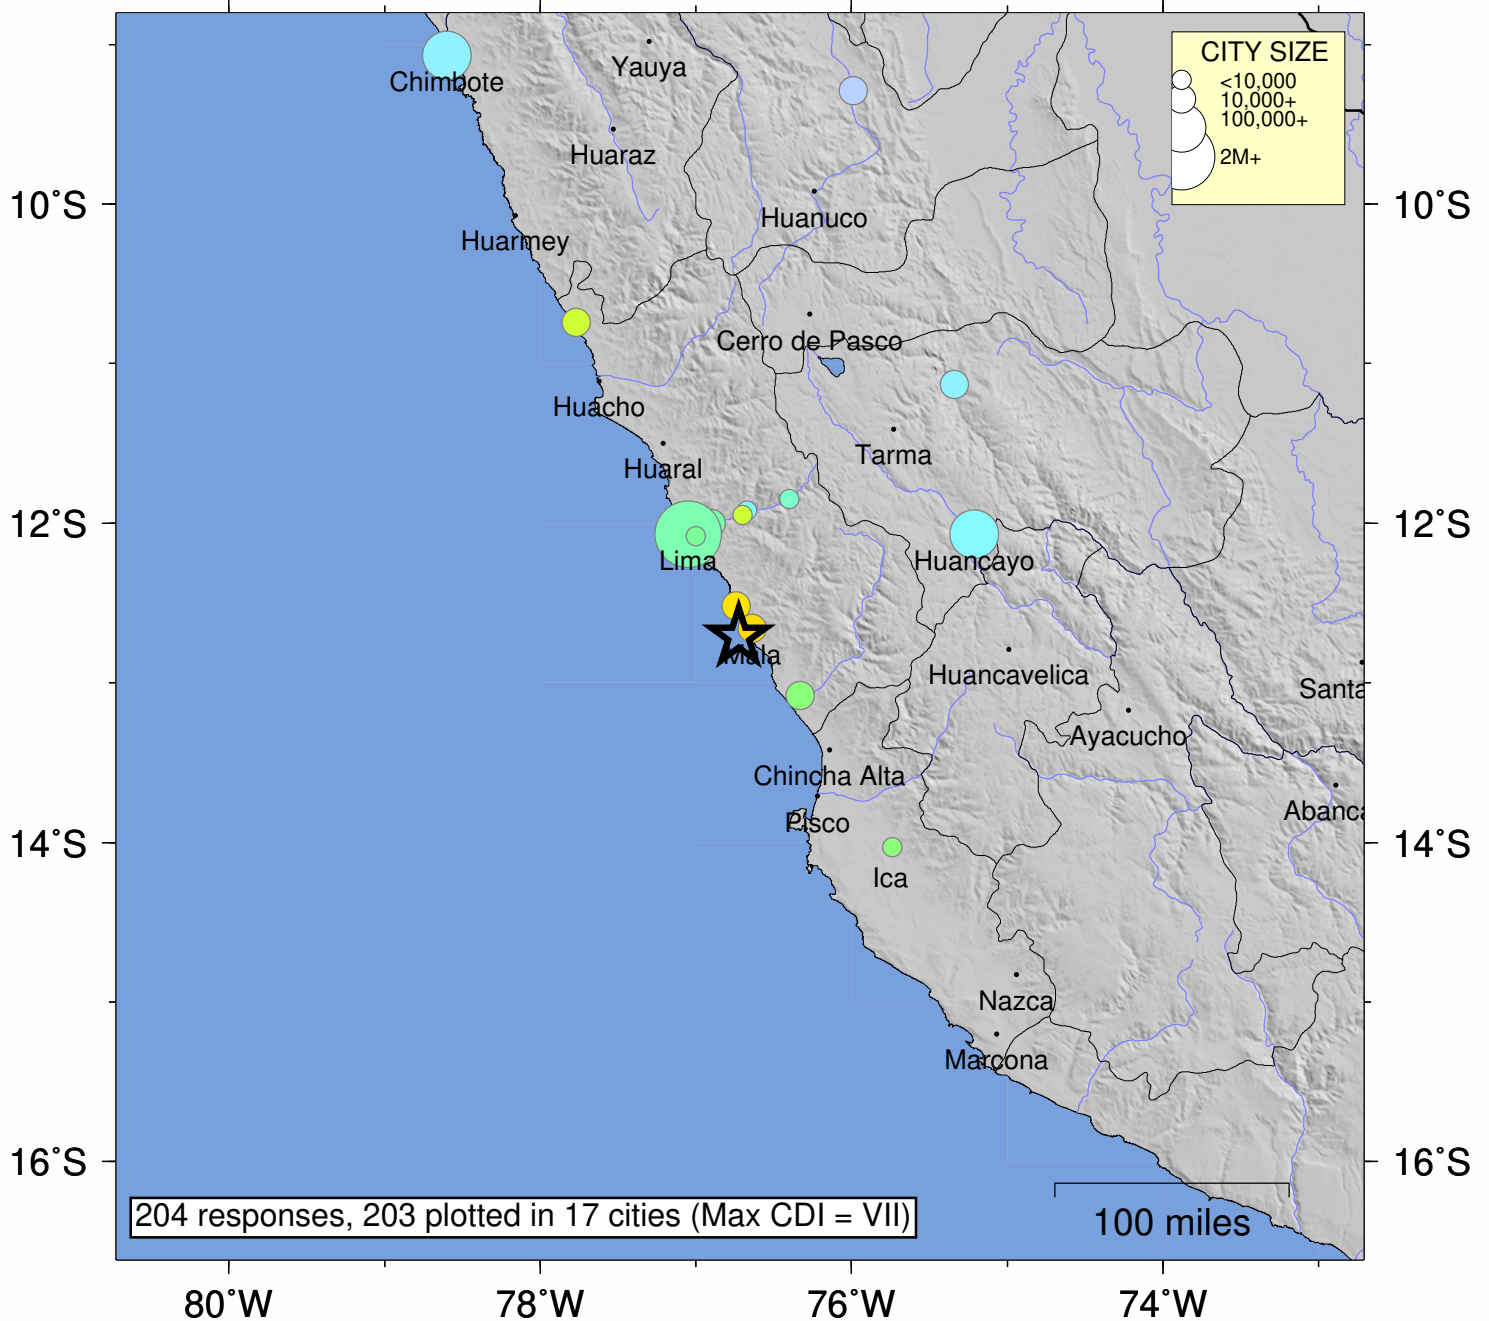 CITY SIZE
<10,000
10,000+
100,000+
2M+
Chimbote
Yauya
Huaraz
Huanuco
Huarmey
10°S
10°S
Cerro de Pasco
Huacho
Tarma
Huaral
12°S
12°S
Lima
Huancayo
Mala
Huancavelica
Santa
Ayacucho
Chincha Alta
Abanca
Pisco
14°S
14°S
Ica
Nazca
Marcona
16°S
16°S
204 responses, 203 plotted in 17 cities (Max CDI = VII)
100 miles
80°W
78°W
76°W
74°W